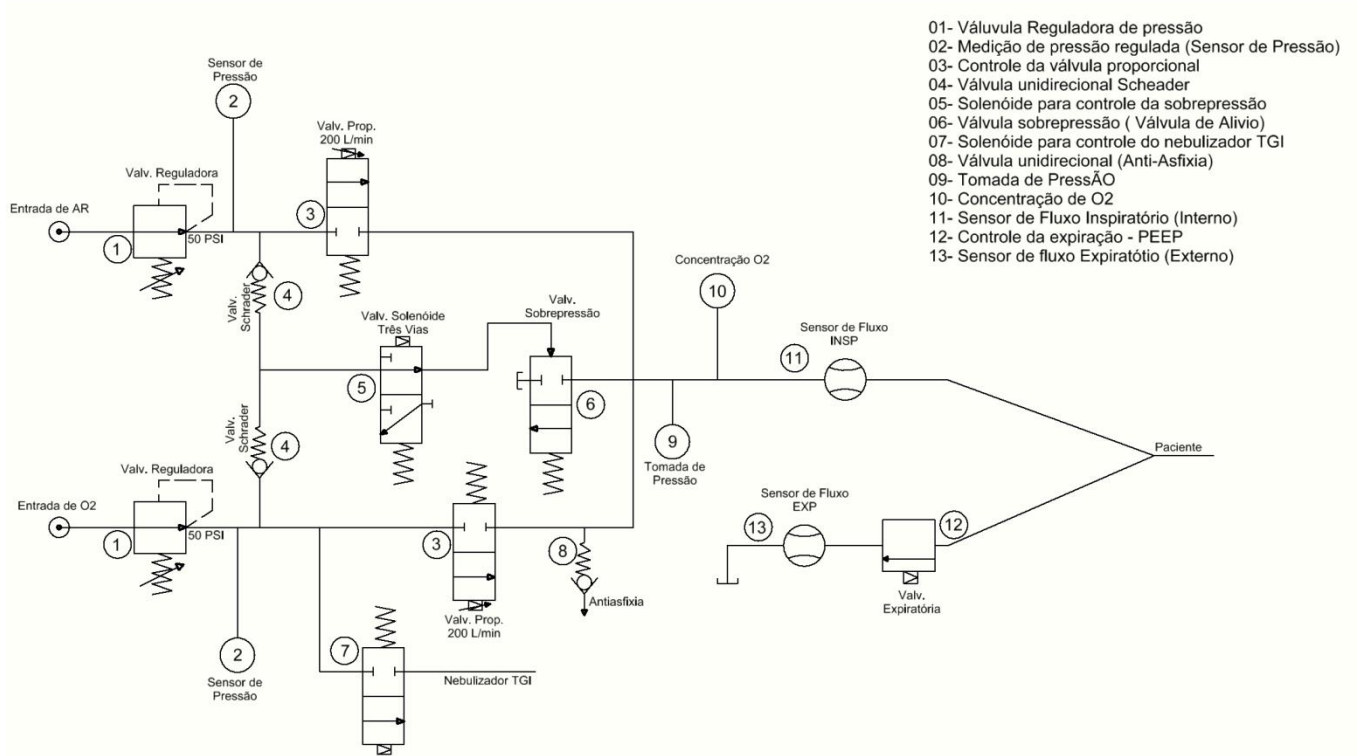 01- Váluvula Reguladora de pressão
02- Medição de pressão regulada (Sensor de Pressão)
03- Controle da válvula proporcional
04- Válvula unidirecional Scheader
05- Solenóide para controle da sobrepressão
06- Válvula sobrepressão ( Válvula de Alivio)
07- Solenóide para controle do nebulizador TGI
08- Válvula unidirecional (Anti-Asfixia)
09- Tomada de PressÃO
10- Concentração de O2
11- Sensor de Fluxo Inspiratório (Interno)
12- Controle da expiração - PEEP
13- Sensor de fluxo Expiratótio (Externo)
Sensor de
Pressão
2
Valv. Prop.
200 L/min
Valv. Reguladora
3
Entrada de AR
1
50 PSI
Valv.
Schrader
4
Concentração O2
10
Valv. Solenóide
Três Vias
Valv.
Sobrepressão
Sensor de Fluxo
INSP
11
5
6
9
Tomada de
Pressão
Valv.
Schrader
4
Paciente
Valv. Reguladora
Sensor de Fluxo
EXP
Entrada de O2
1
50 PSI
3
8
13
12
Antiasfixia
Valv.
Expiratória
Valv. Prop.
200 L/min
2
Sensor de
Pressão
7
Nebulizador TGI